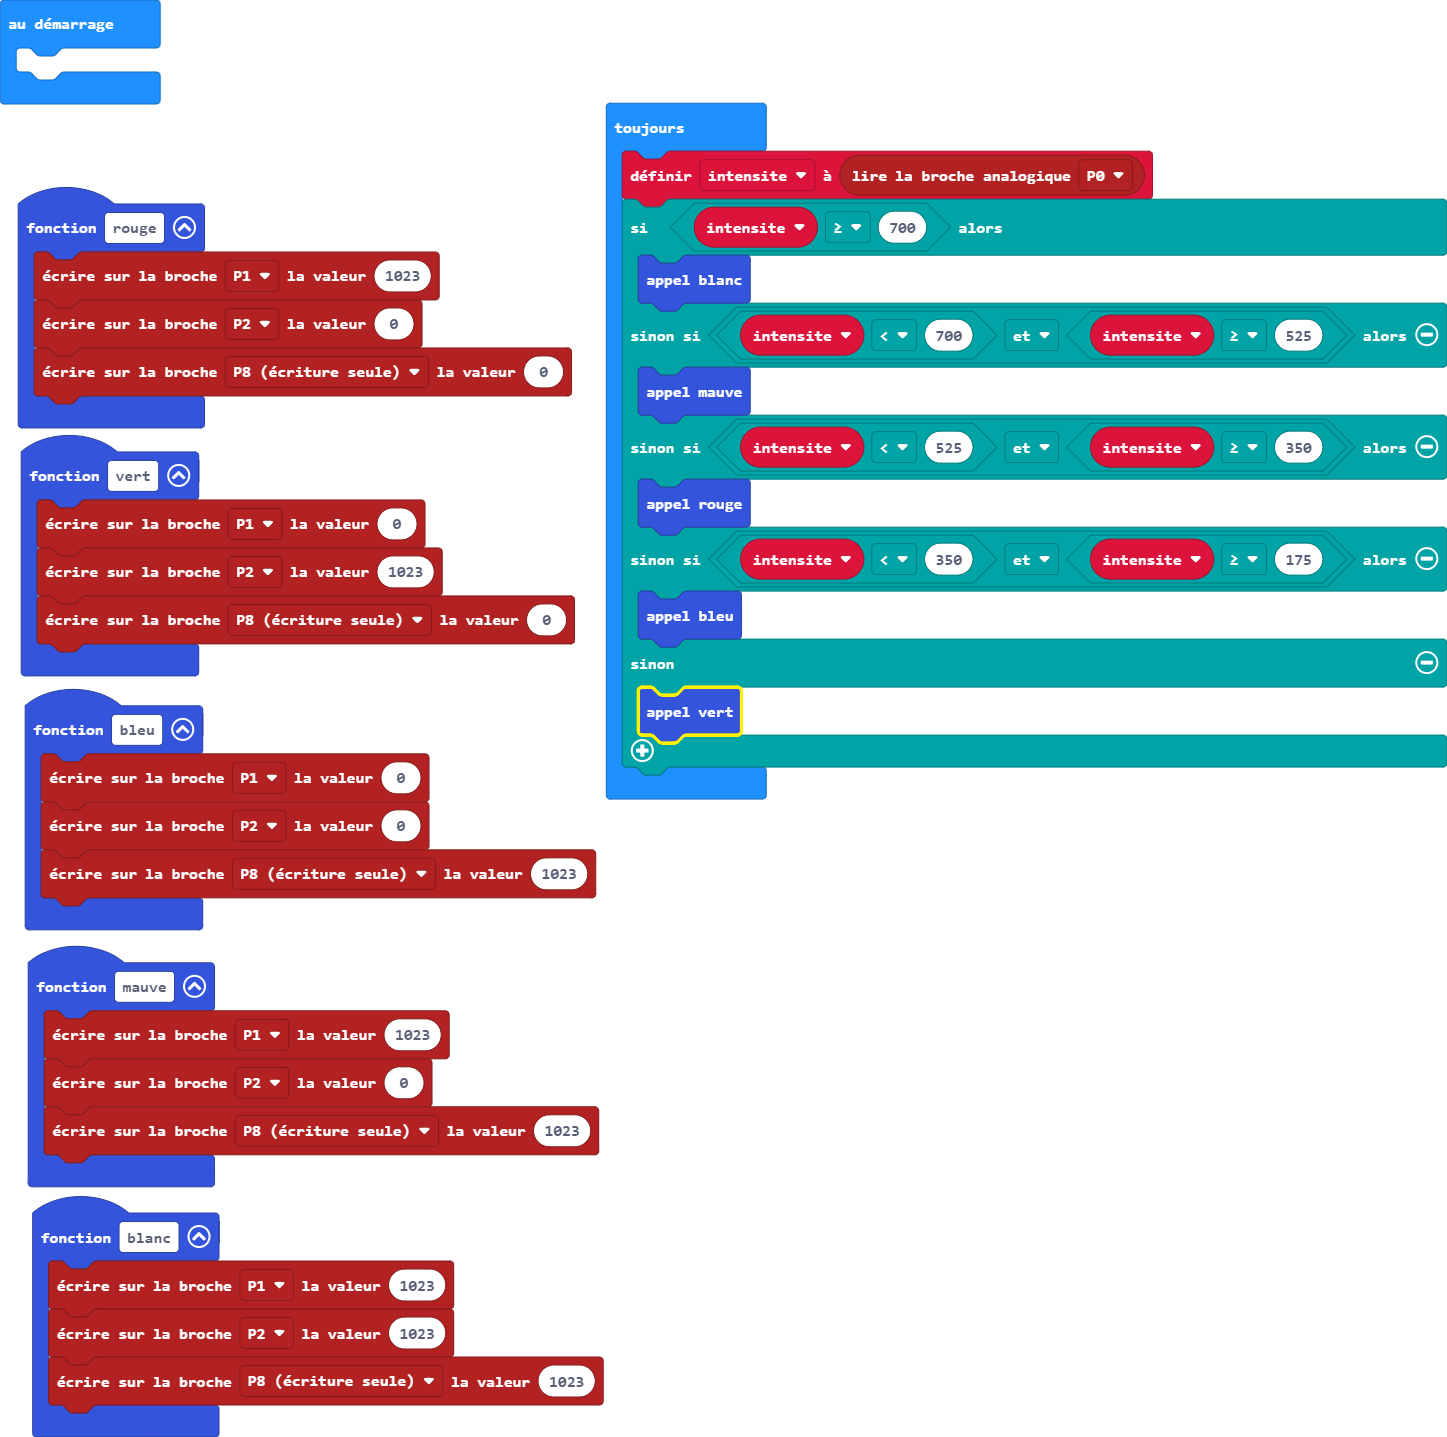 au démarrage
fonction rouge
écrire sur la broche P1 la valeur 1023
écrire sur la broche P2 la valeur 0
écrire sur la broche P8 (écriture seule) la valeur 0
fonction vert
écrire sur la broche P1 la valeur 0
écrire sur la broche P2 la valeur 1023
écrire sur la broche P8 (écriture seule) la valeur 0
fonction bleu
écrire sur la broche P1 la valeur 0
écrire sur la broche P2 la valeur 0
écrire sur la broche P8 (écriture seule) la valeur 1023
fonction mauve
écrire sur la broche P1 la valeur 1023
écrire sur la broche P2 la valeur 0
écrire sur la broche P8 (écriture seule) la valeur 1023
fonction blanc
écrire sur la broche P1 la valeur 1023
écrire sur la broche P2 la valeur 1023
écrire sur la broche P8 (écriture seule) la valeur 1023
toujours
définir intensite à lire la broche analogique P0
si intensite ≥ 700 alors
appel blanc
sinon si intensite < 700 et intensite ≥ 525 alors
appel mauve
sinon si intensite < 525 et intensite ≥ 350 alors
appel rouge
sinon si intensite < 350 et intensite ≥ 175 alors
appel bleu
sinon
appel vert